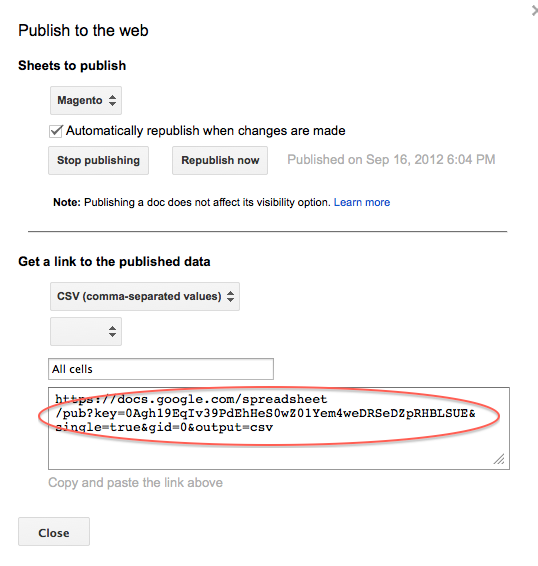 Publish to the web
Sheets to publish
Magento
Automatically republish when changes are made
Stop publishing Republish now Published on Sep 16, 2012 6:04 PM
Note: Publishing a doc does not affect its visibility option. Learn more
Get a link to the published data
CSV (comma-separated values)
All cells
https://docs.google.com/spreadsheet
/pub?key=0Agh19EqIv39PdEhHeS0wZ01Yem4weDRSeDZpRHBLSUE&
single=true&gid=0&output=csv
Copy and paste the link above
Close